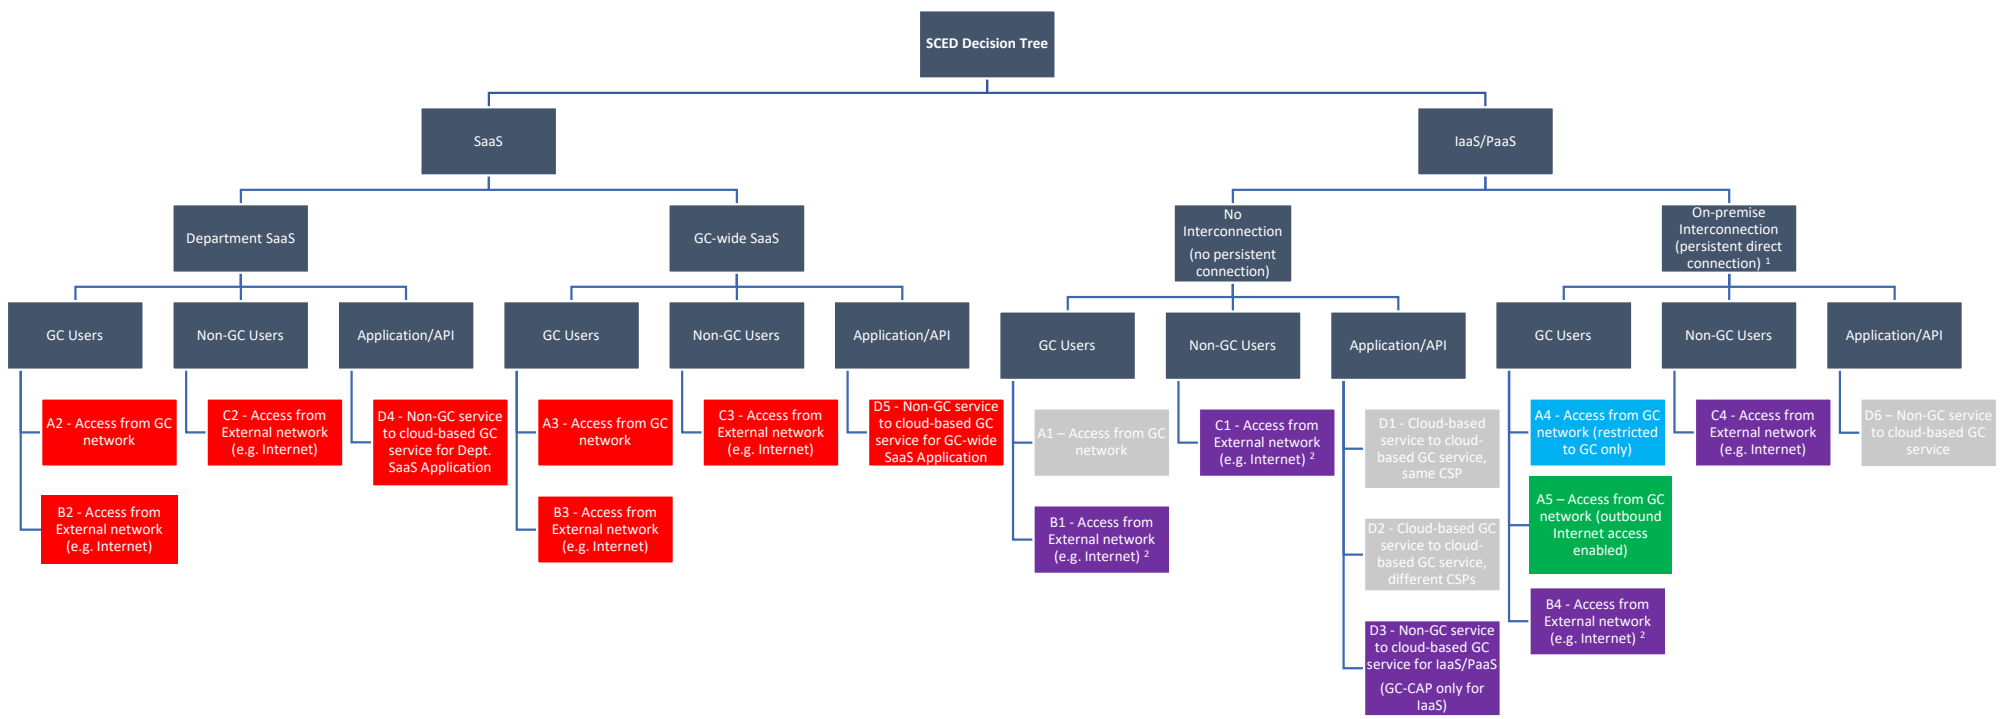 SCED Decision Tree
SaaS
IaaS/PaaS
Department SaaS
GC-wide SaaS
No
Interconnection
(no persistent
connection)
On-premise
Interconnection
(persistent direct
connection) 1
GC Users
Non-GC Users
Application/API
GC Users
Non-GC Users
Application/API
GC Users
Non-GC Users
Application/API
GC Users
Non-GC Users
Application/API
A2 - Access from GC
network
B2 - Access from
External network
(e.g. Internet)
C2 - Access from
External network
(e.g. Internet)
D4 - Non-GC service
to cloud-based GC
service for Dept.
SaaS Application
A3 - Access from GC
network
B3 - Access from
External network
(e.g. Internet)
C3 - Access from
External network
(e.g. Internet)
D5 - Non-GC service
to cloud-based GC
service for GC-wide
SaaS Application
A1 – Access from GC
network
B1 - Access from
External network
(e.g. Internet) 2
C1 - Access from
External network
(e.g. Internet) 2
D1 - Cloud-based
service to cloud-
based GC service,
same CSP
D2 - Cloud-based GC
service to cloud-
based GC service,
different CSPs
D3 - Non-GC service
to cloud-based GC
service for IaaS/PaaS
(GC-CAP only for
IaaS)
A4 - Access from GC
network (restricted
to GC only)
A5 – Access from GC
network (outbound
Internet access
enabled)
B4 - Access from
External network
(e.g. Internet) 2
C4 - Access from
External network
(e.g. Internet)
D6 – Non-GC service
to cloud-based GC
service